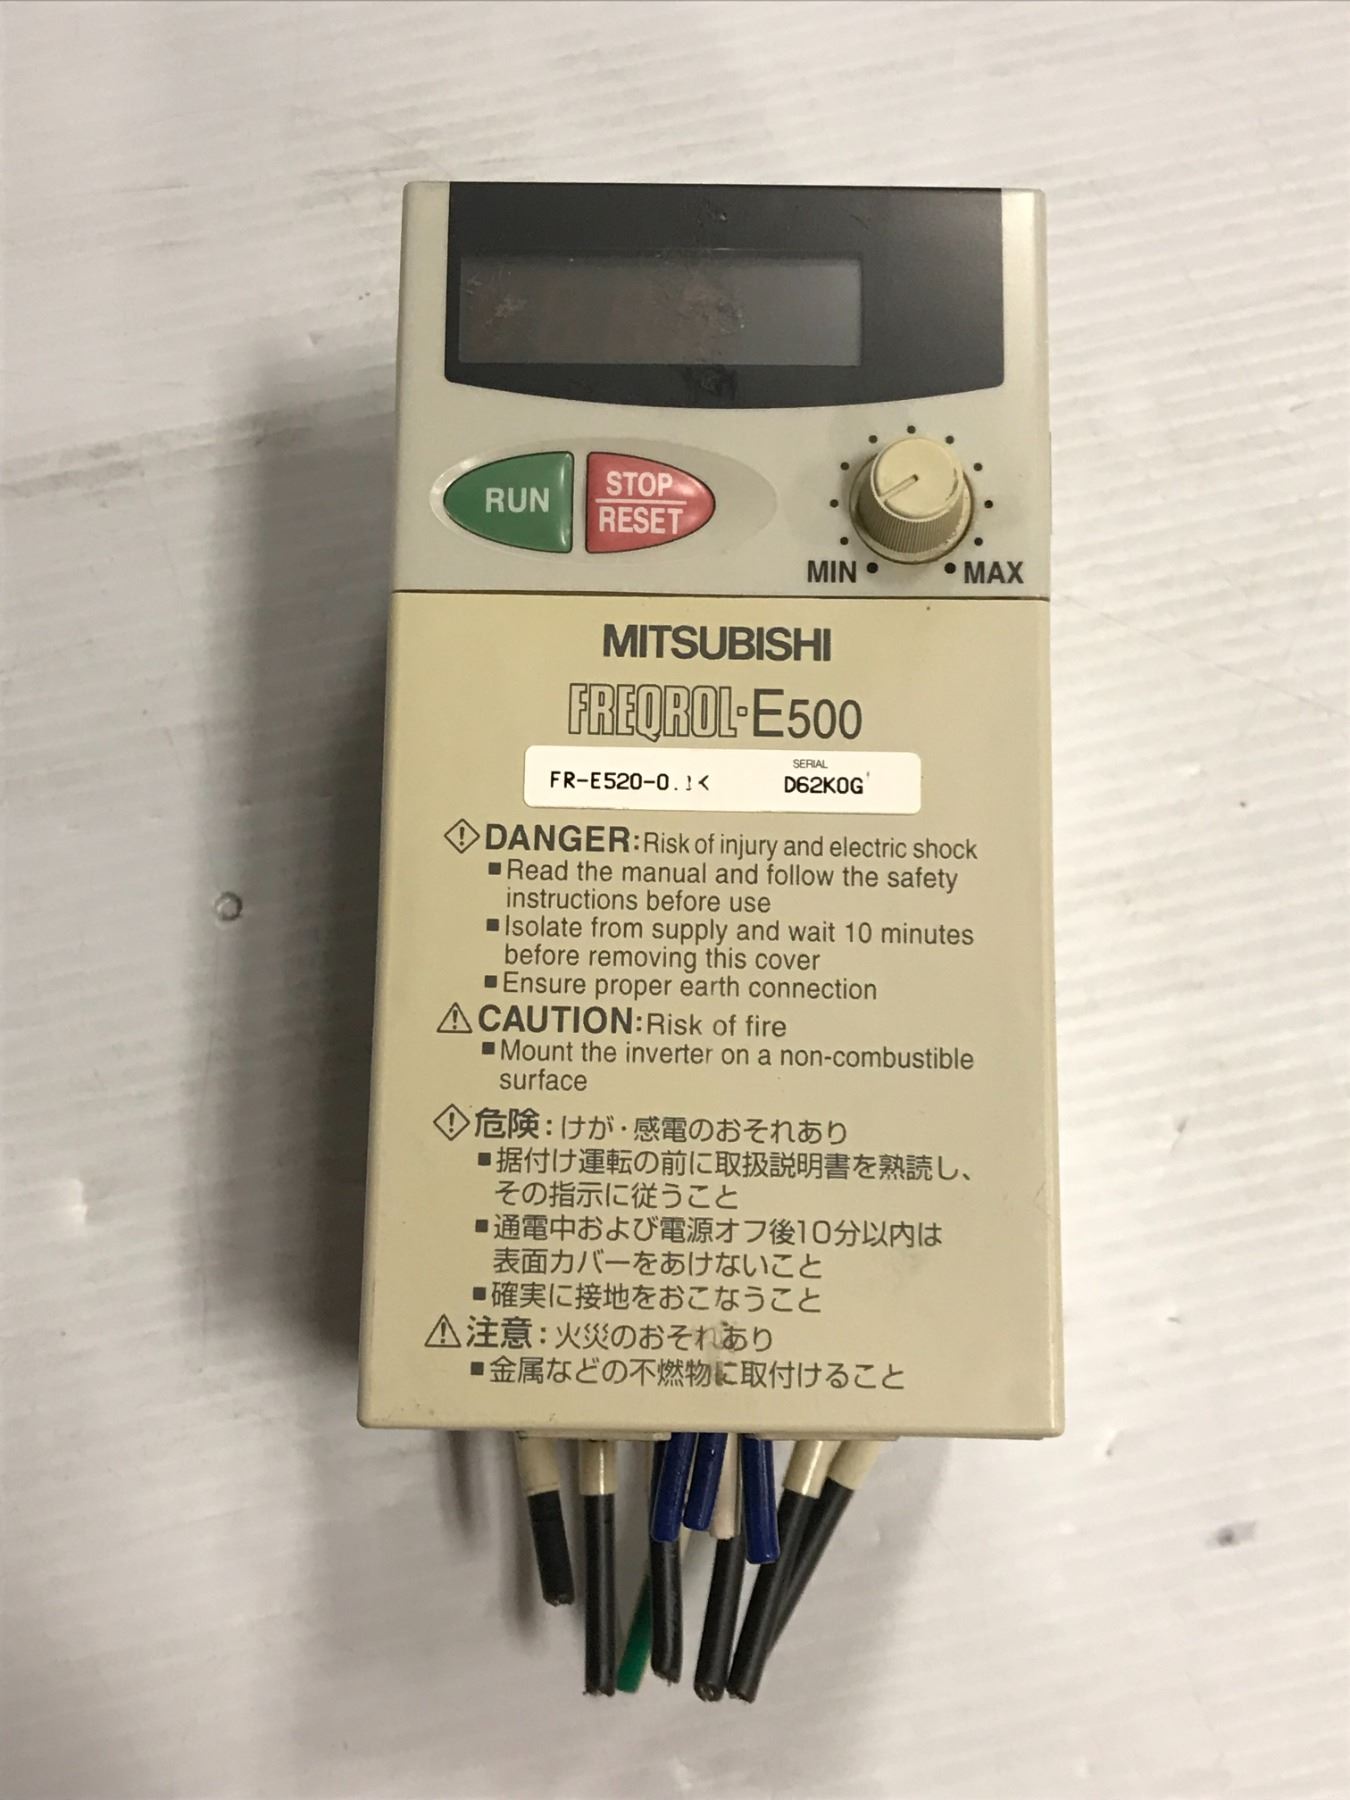 RUN
STOP
RESET
MIN
MAX
MITSUBISHI
FREQROL-E500
SERIAL
FR-E520-0.1 D62K0G
DANGER:Risk of injury and electric shock
■Read the manual and follow the safety
instructions before use
■Isolate from supply and wait 10 minutes
before removing this cover
■Ensure proper earth connection
CAUTION:Risk of fire
■Mount the inverter on a non-combustible
surface
危険:けが・感電のおそれあり
■据付け運転の前に取扱説明書を熟読し、
その指示に従うこと
■通電中および電源オフ後10分以内は
表面カバーをあけないこと
■確実に接地をおこなうこと
注意:火災のおそれあり
■金属などの不燃物に取付けること